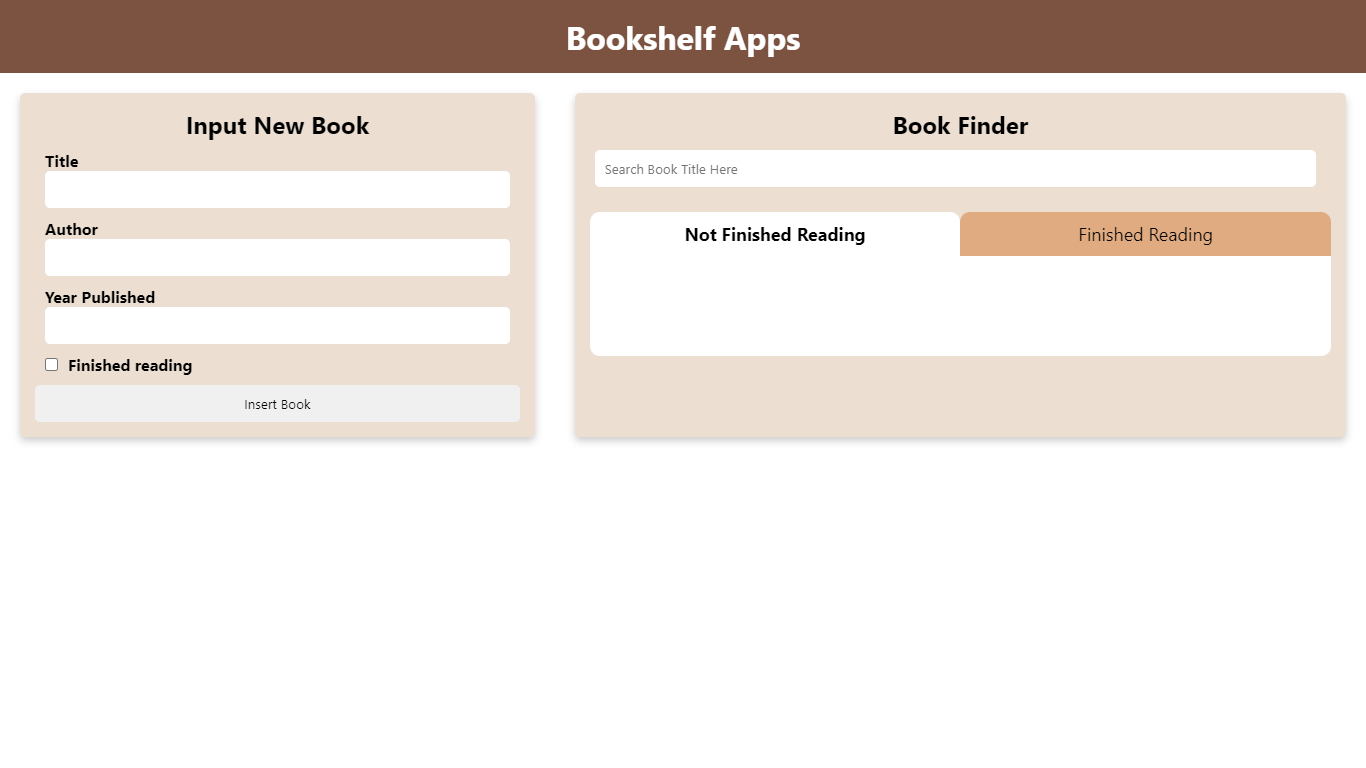 Bookshelf Apps
Input New Book
Title
Author
Year Published
Finished reading
Insert Book
Book Finder
Search Book Title Here
Not Finished Reading
Finished Reading